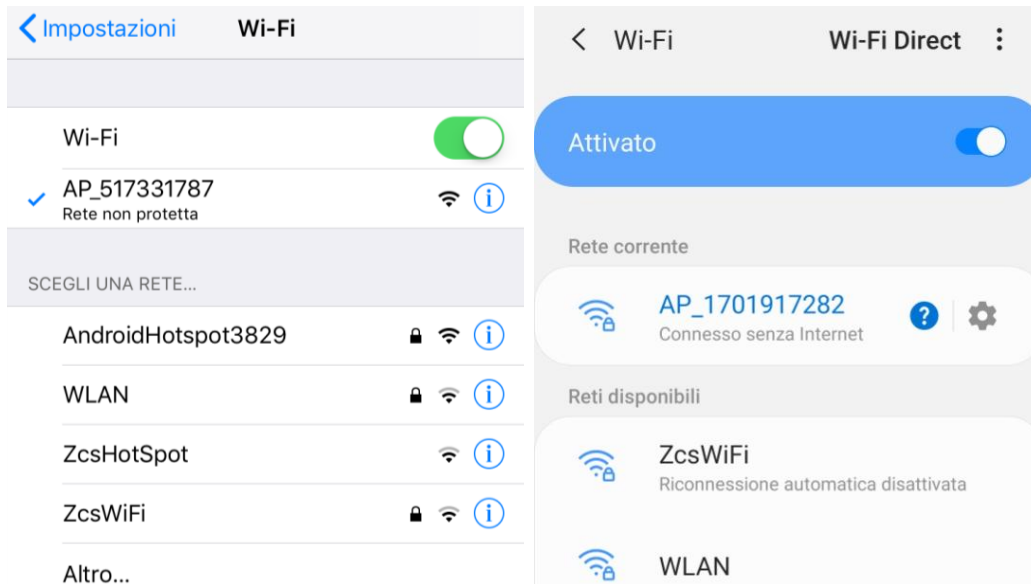 Impostazioni
Wi-Fi
Wi-Fi
AP_517331787
Rete non protetta
SCEGLI UNA RETE...
AndroidHotspot3829
WLAN
ZcsHotSpot
ZcsWiFi
Altro...
Wi-Fi
Wi-Fi Direct
Attivato
Rete corrente
AP_1701917282
Connesso senza Internet
Reti disponibili
ZcsWiFi
Riconnessione automatica disattivata
WLAN